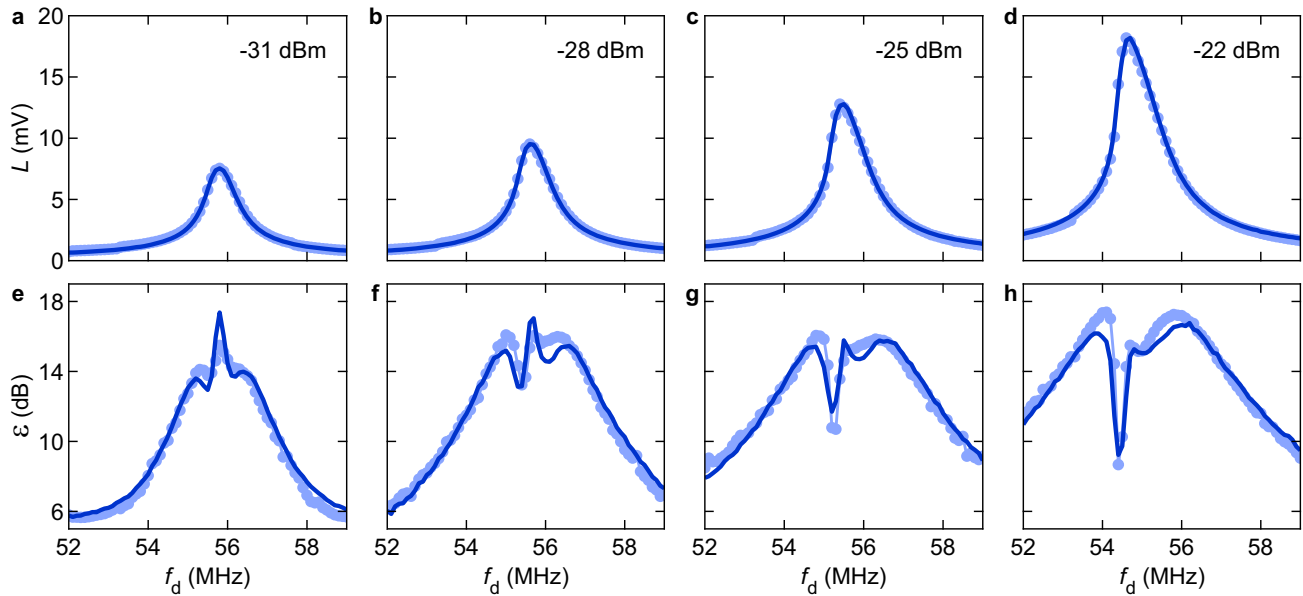 a b c d
20
15
10
5
0
L (mV)
-31 dBm -28 dBm -25 dBm -22 dBm
e f g h
18
14
10
6
ε (dB)
52 54 56 58 52 54 56 58 52 54 56 58 52 54 56 58
f_d (MHz) f_d (MHz) f_d (MHz) f_d (MHz)